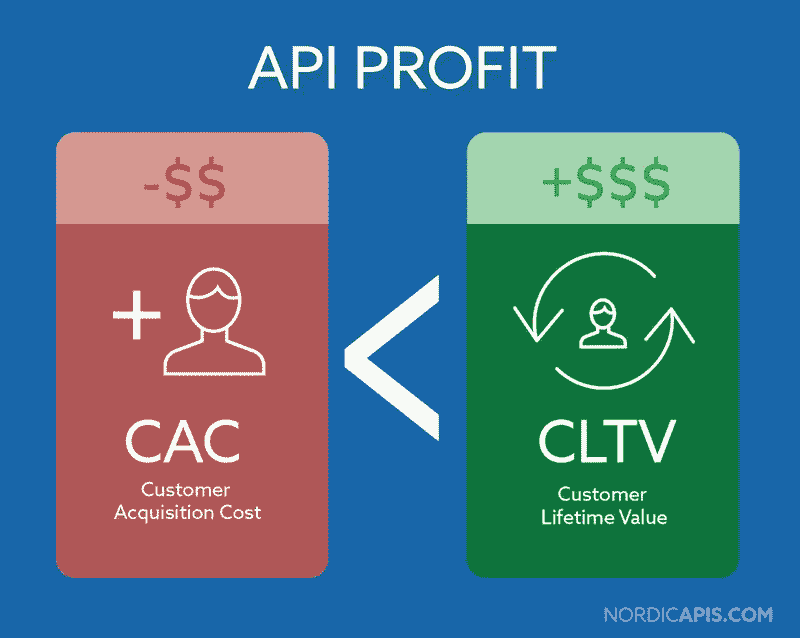 API PROFIT
-$$
+
CAC
Customer
Acquisition Cost
<
+$$$
CLTV
Customer
Lifetime Value
NORDICAPIS.COM